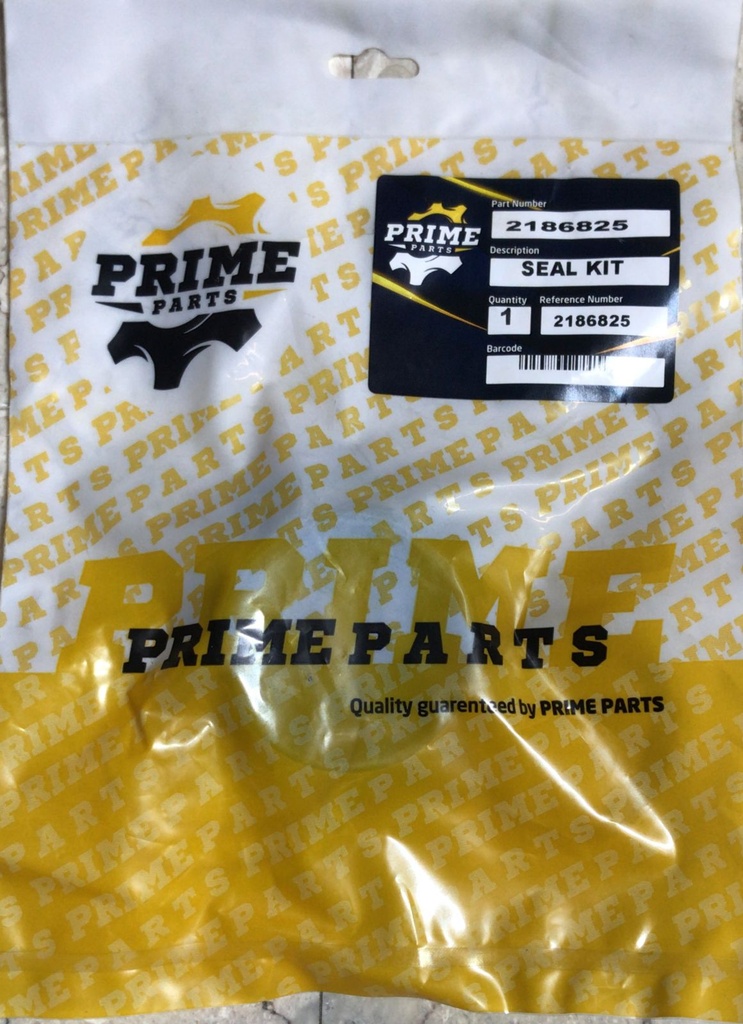 PRIME
PARTS
PRIME
PARTS
Part Number
2186825
Description
SEAL KIT
Quantity Reference Number
1 2186825
Barcode
PRIME
PRIME PARTS
Quality guarenteed by PRIME PARTS